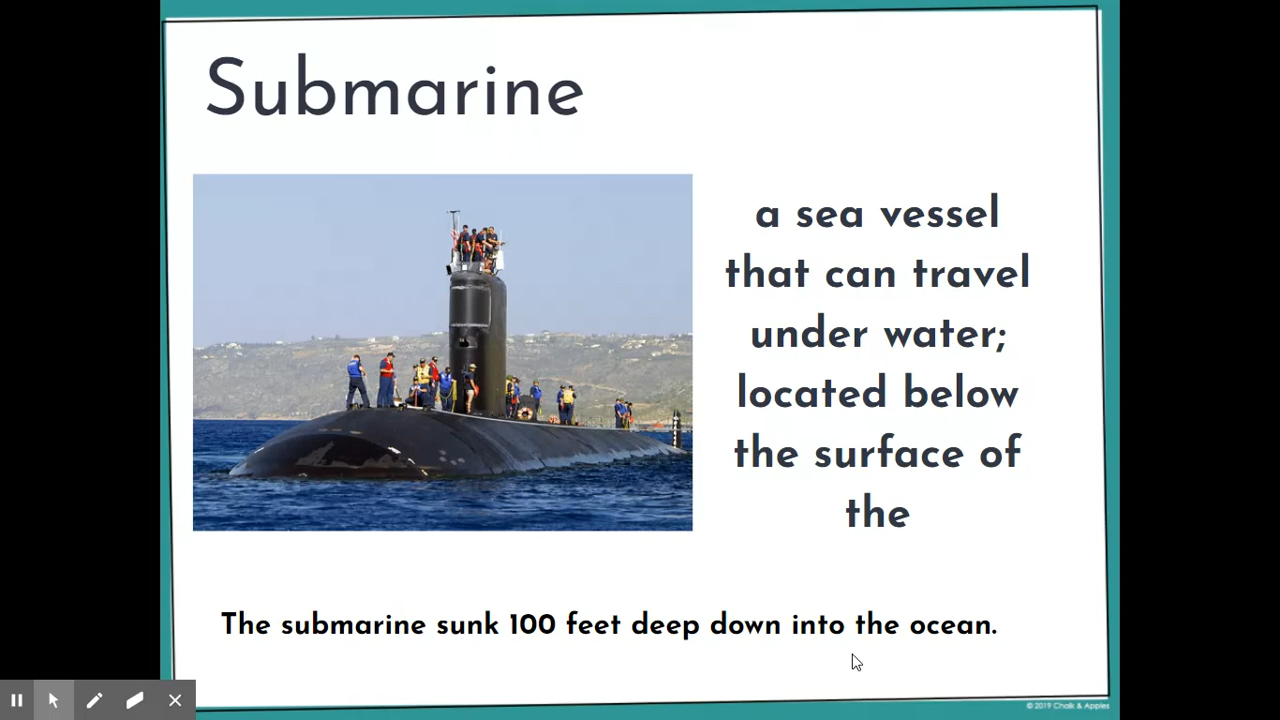 Submarine
a sea vessel
that can travel
under water;
located below
the surface of
the
The submarine sunk 100 feet deep down into the ocean.
© 2019 Chalk & Apples